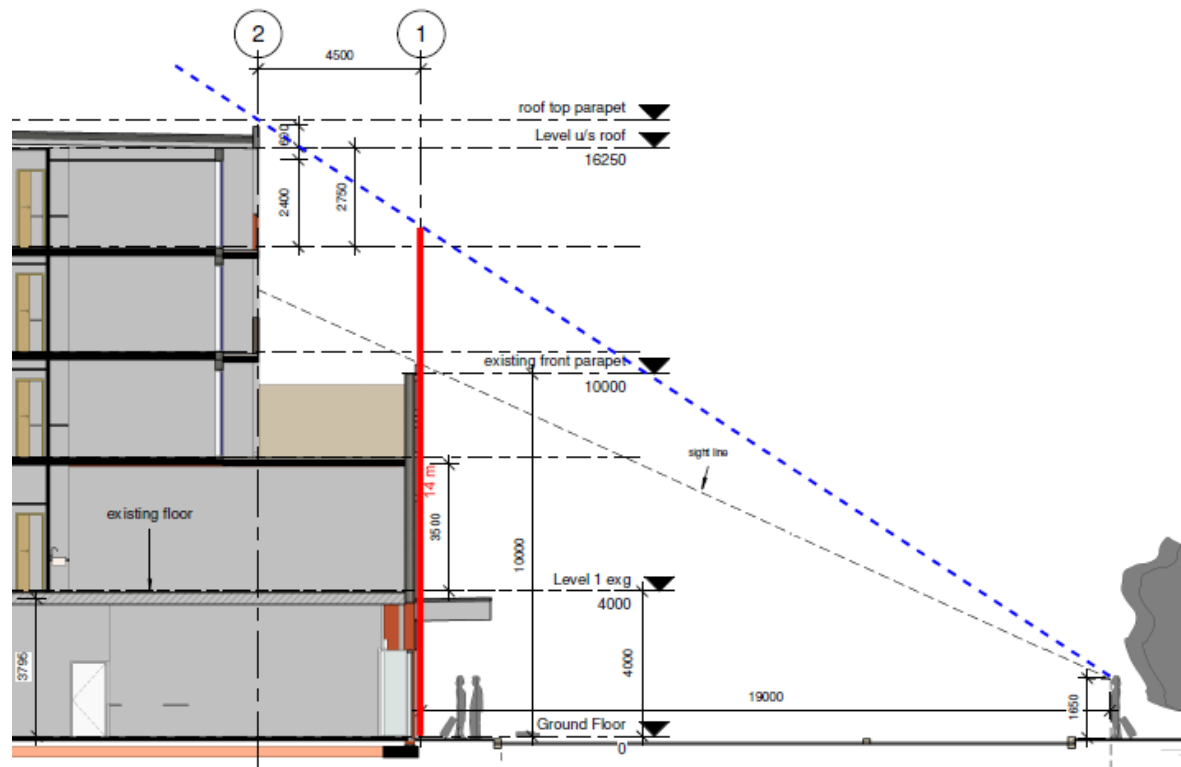 2
1
4500
roof top parapet
690
Level u/s roof
16250
2400
2750
existing front parapet
10000
sight line
14 m
3500
10000
existing floor
Level 1 exg
4000
4000
3795
19000
1650
Ground Floor
0